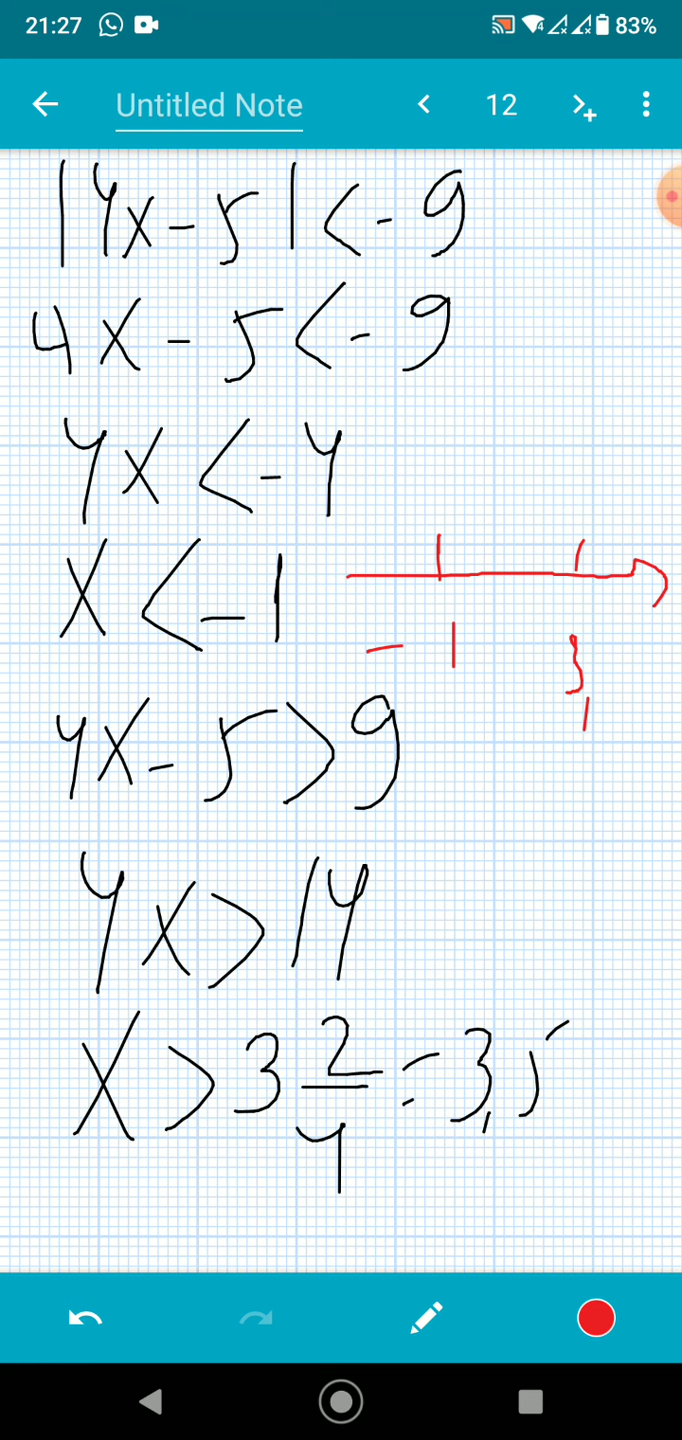 21:27 83%
Untitled Note 12
|4x - 5| < - 9
4x - 5 < - 9
4x < - 4
x < - 1
- 1 3,
4x - 5 > 9
4x > 14
x > 3 2/4 = 3,5